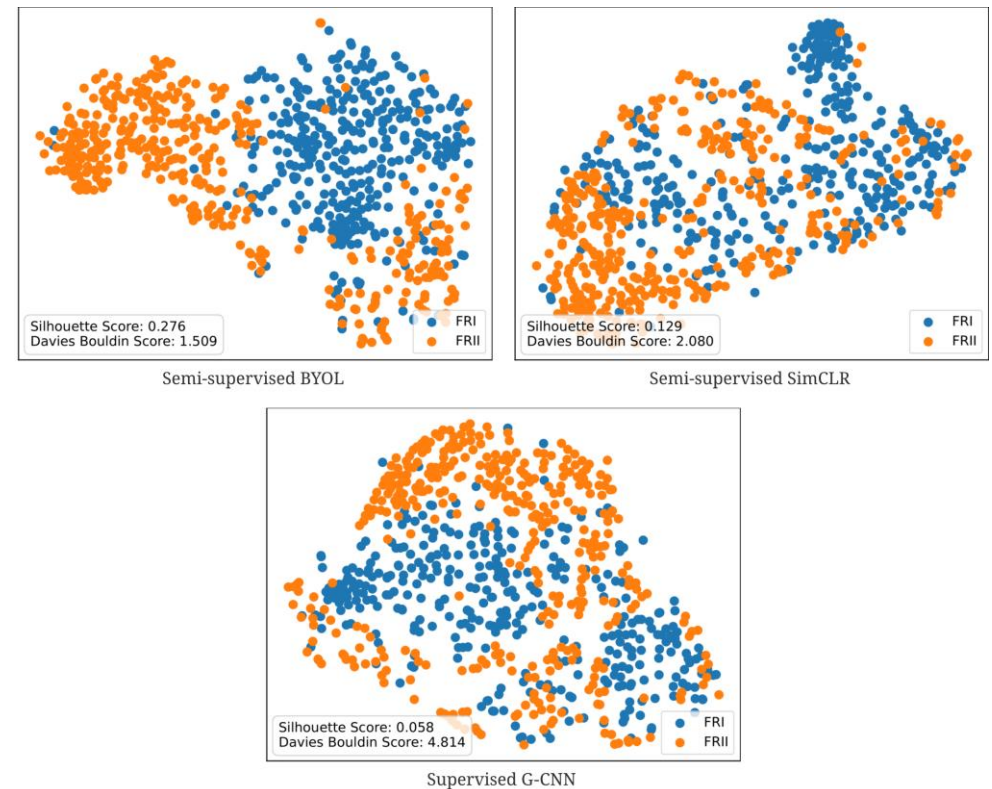 Silhouette Score: 0.276
Davies Bouldin Score: 1.509
FRI
FRII
Semi-supervised BYOL
Silhouette Score: 0.129
Davies Bouldin Score: 2.080
FRI
FRII
Semi-supervised SimCLR
Silhouette Score: 0.058
Davies Bouldin Score: 4.814
FRI
FRII
Supervised G-CNN